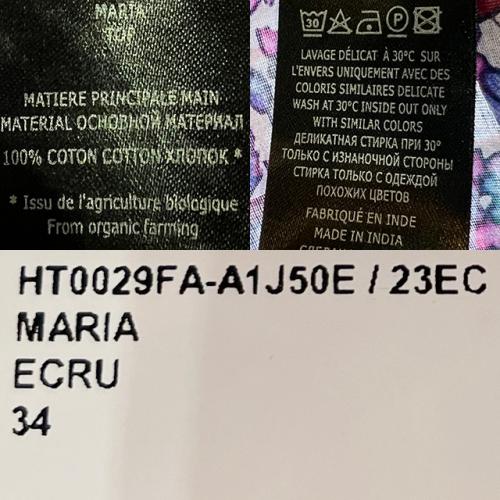 MARIA
TOP
MATIERE PRINCIPALE MAIN
MATERIAL ОСНОВНОЙ МАТЕРИАЛ
100% COTON COTTON ХЛОПОК *
* Issu de l'agriculture biologique
From organic farming
30 P
LAVAGE DÉLICAT À 30°C SUR
L'ENVERS UNIQUEMENT AVEC DES
COLORIS SIMILAIRES DELICATE
WASH AT 30°C INSIDE OUT ONLY
WITH SIMILAR COLORS
ДЕЛИКАТНАЯ СТИРКА ПРИ 30°
ТОЛЬКО С ИЗНАНОЧНОЙ СТОРОНЫ
СТИРКА ТОЛЬКО С ОДЕЖДОЙ
ПОХОЖИХ ЦВЕТОВ
FABRIQUÉ EN INDE
MADE IN INDIA
HT0029FA-A1J50E / 23EC
MARIA
ECRU
34